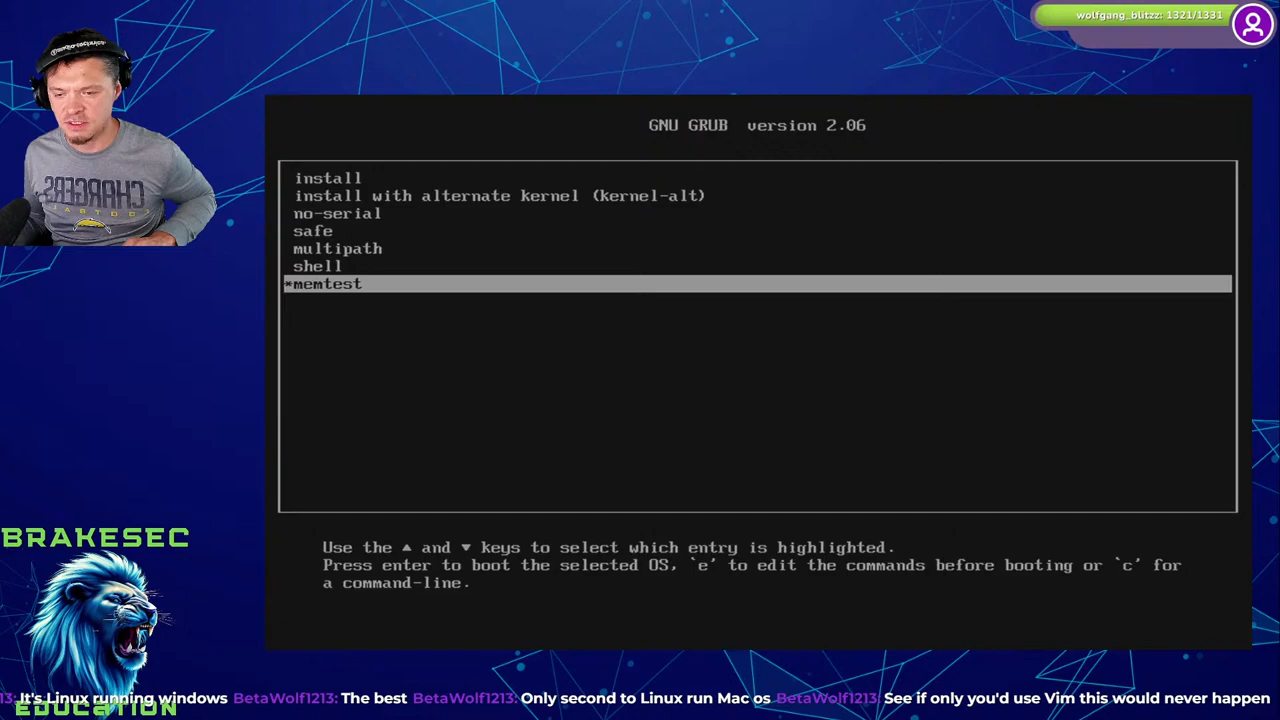 wolfgang_blitzz: 1321/1331
GNU GRUB version 2.06
install
install with alternate kernel (kernel-alt)
no-serial
safe
multipath
shell
*memtest
Use the ▲ and ▼ keys to select which entry is highlighted.
Press enter to boot the selected OS, `e' to edit the commands before booting or `c' for
a command-line.
CHARGERS
BRAKESEC
EDUCATION
13: It's Linux running windows BetaWolf1213: The best BetaWolf1213: Only second to Linux run Mac os BetaWolf1213: See if only you'd use Vim this would never happen